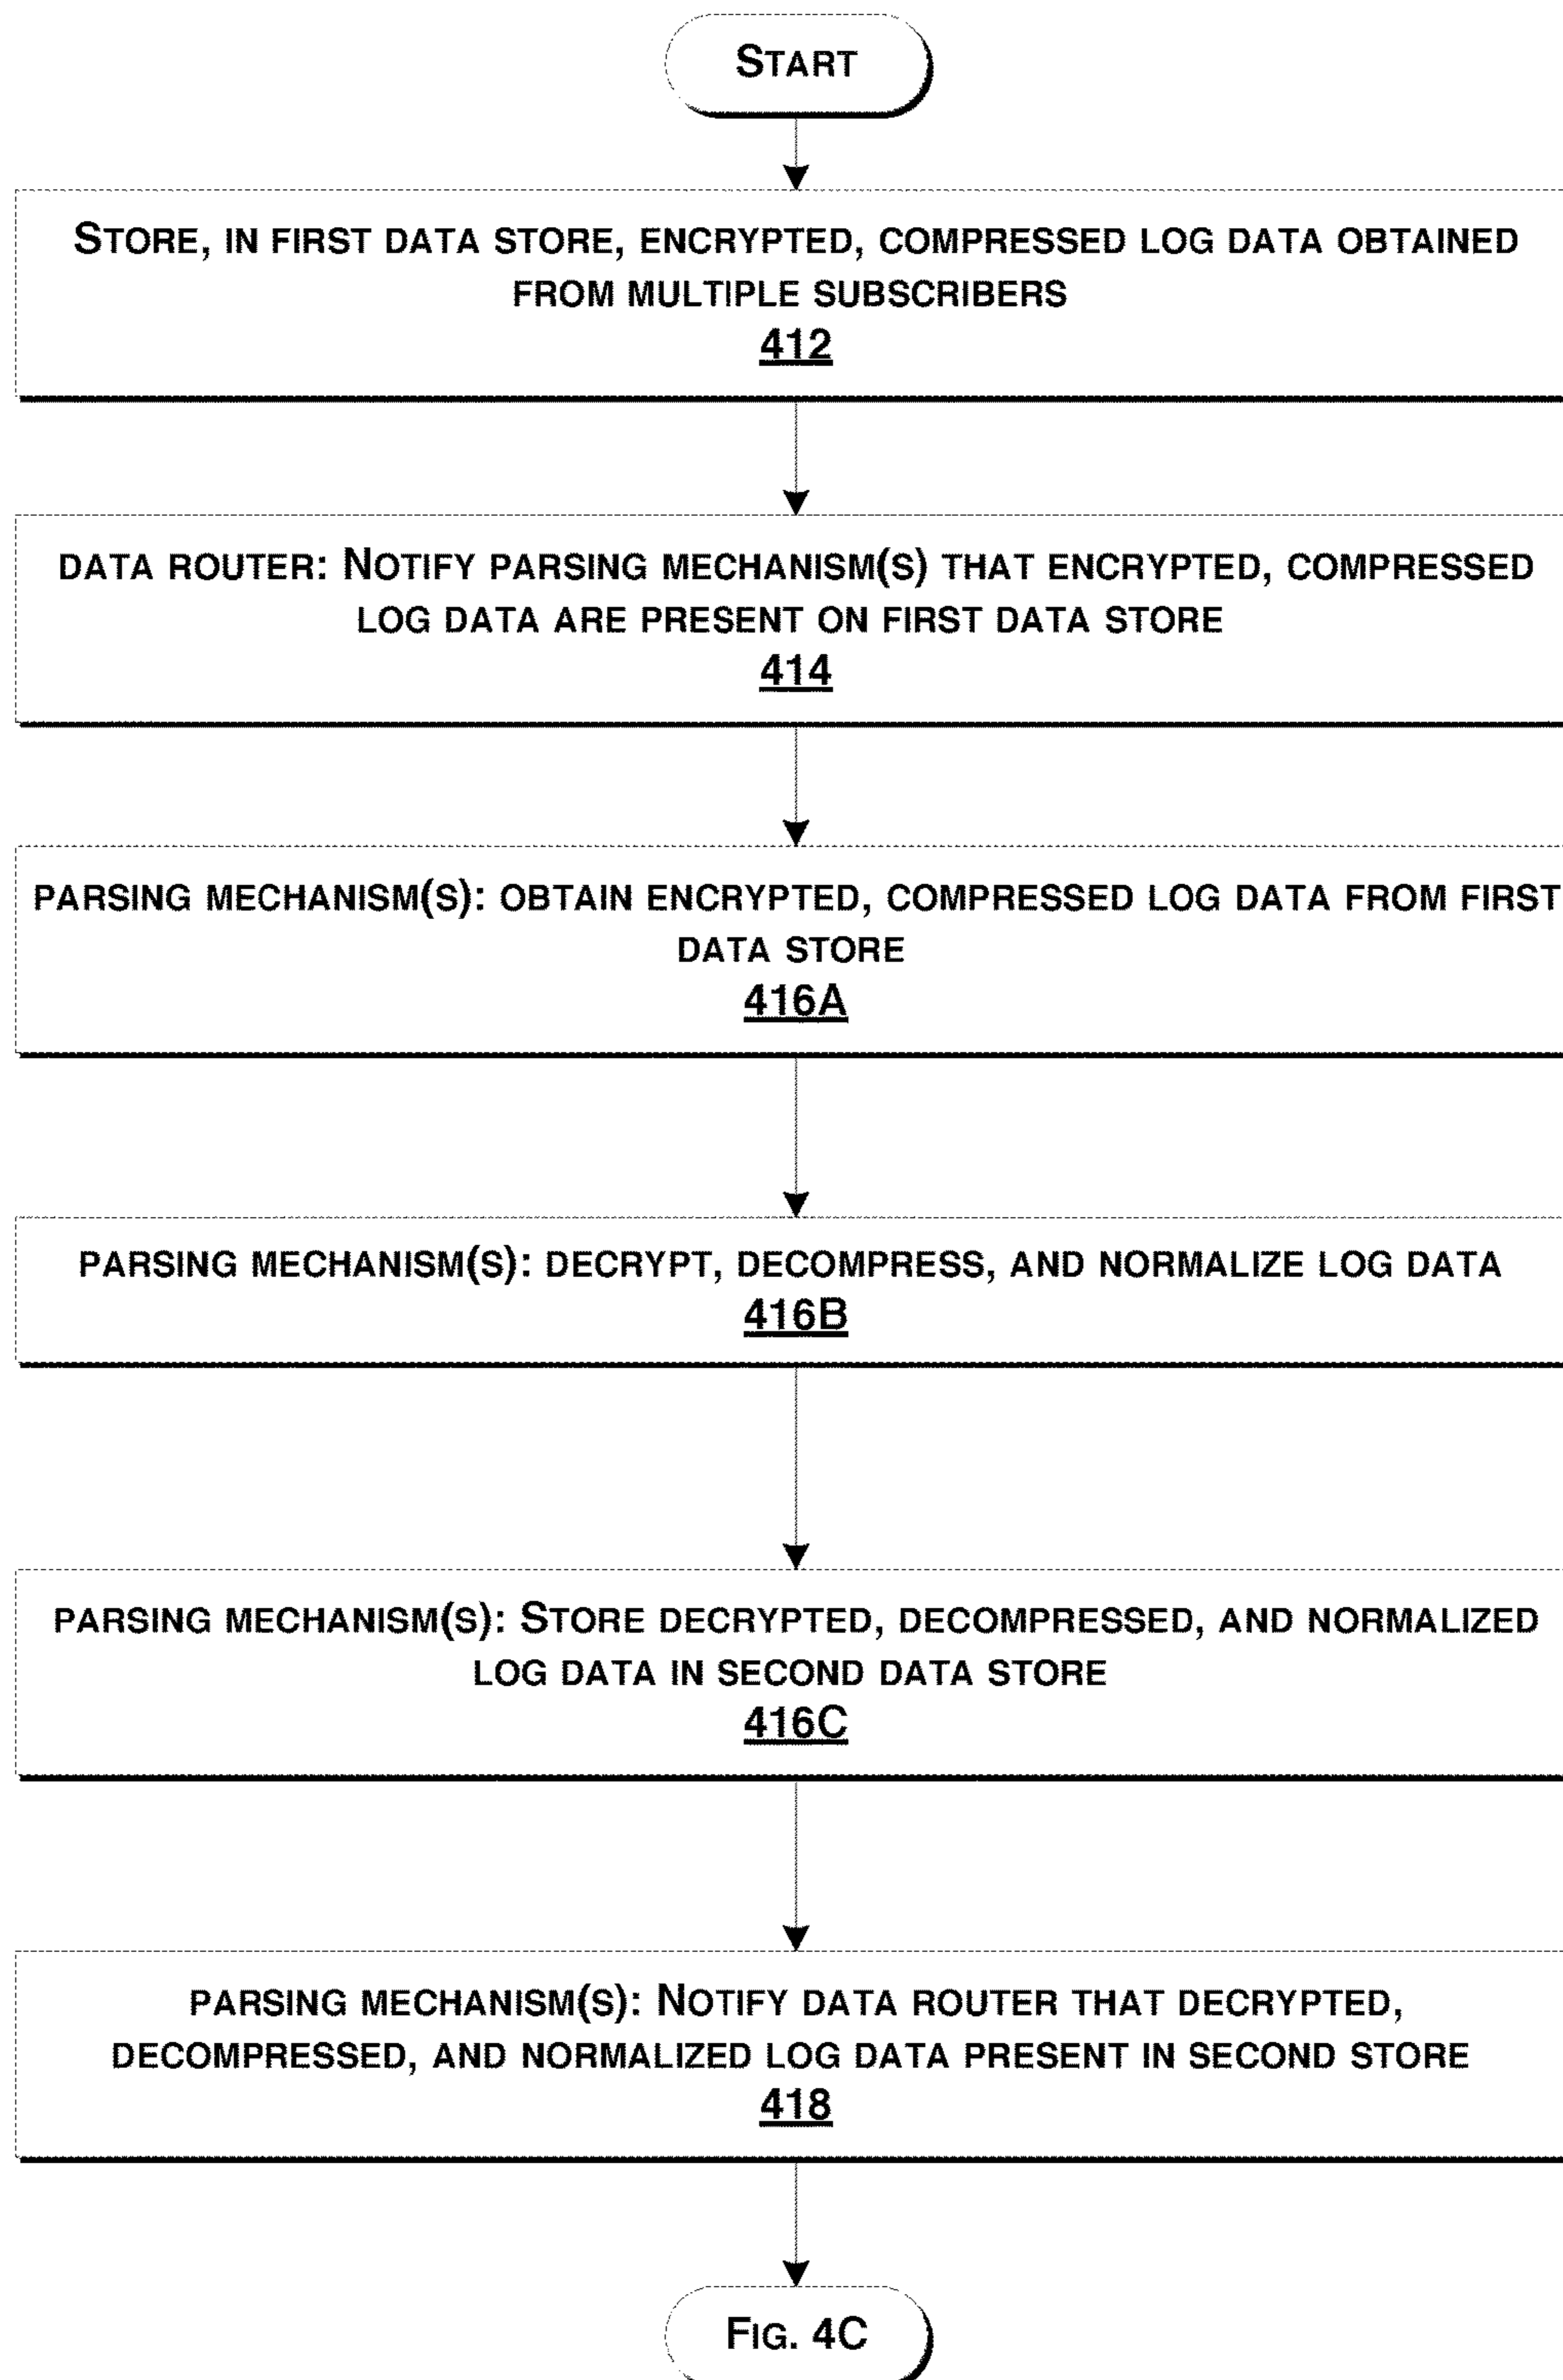 START
STORE, IN FIRST DATA STORE, ENCRYPTED, COMPRESSED LOG DATA OBTAINED
FROM MULTIPLE SUBSCRIBERS
412
DATA ROUTER: NOTIFY PARSING MECHANISM(S) THAT ENCRYPTED, COMPRESSED
LOG DATA ARE PRESENT ON FIRST DATA STORE
414
PARSING MECHANISM(S): OBTAIN ENCRYPTED, COMPRESSED LOG DATA FROM FIRST
DATA STORE
416A
PARSING MECHANISM(S): DECRYPT, DECOMPRESS, AND NORMALIZE LOG DATA
416B
PARSING MECHANISM(S): STORE DECRYPTED, DECOMPRESSED, AND NORMALIZED
LOG DATA IN SECOND DATA STORE
416C
PARSING MECHANISM(S): NOTIFY DATA ROUTER THAT DECRYPTED,
DECOMPRESSED, AND NORMALIZED LOG DATA PRESENT IN SECOND STORE
418
FIG. 4C